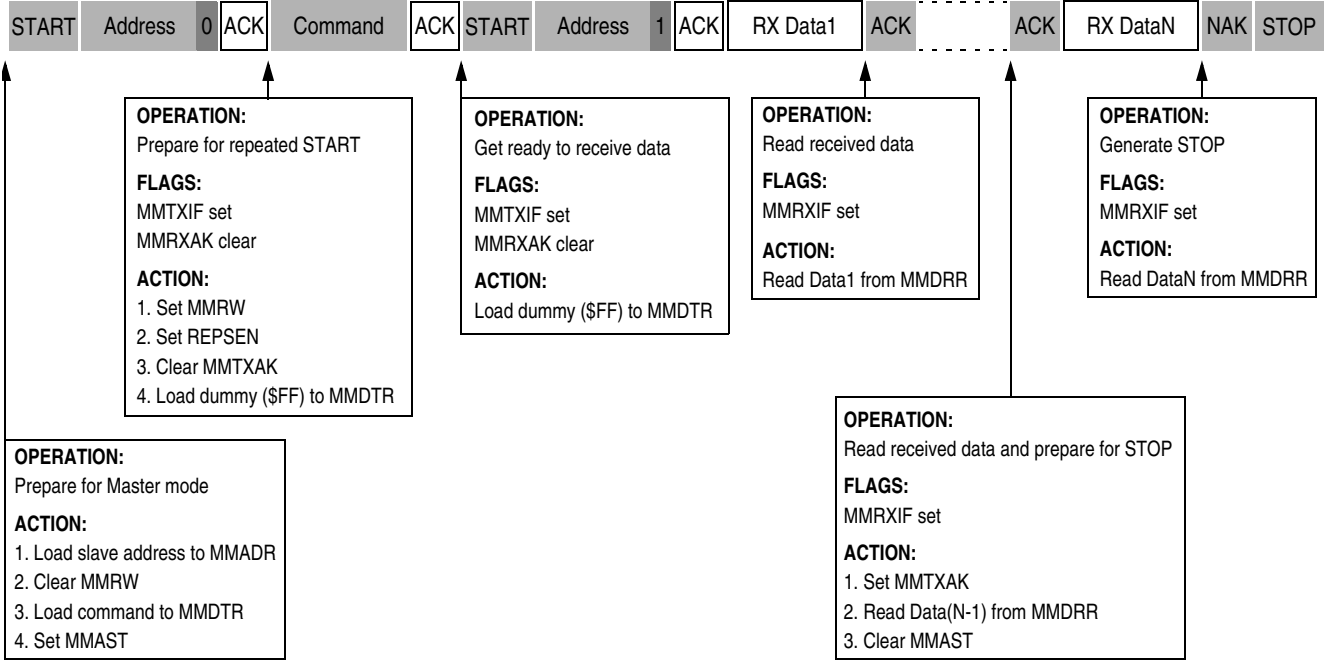 START Address 0 ACK Command ACK START Address 1 ACK RX Data1 ACK ACK RX DataN NAK STOP
OPERATION:
Prepare for repeated START
FLAGS:
MMTXIF set
MMRXAK clear
ACTION:
1. Set MMRW
2. Set REPSEN
3. Clear MMTXAK
4. Load dummy ($FF) to MMDTR
OPERATION:
Get ready to receive data
FLAGS:
MMTXIF set
MMRXAK clear
ACTION:
Load dummy ($FF) to MMDTR
OPERATION:
Read received data
FLAGS:
MMRXIF set
ACTION:
Read Data1 from MMDRR
OPERATION:
Generate STOP
FLAGS:
MMRXIF set
ACTION:
Read DataN from MMDRR
OPERATION:
Prepare for Master mode
ACTION:
1. Load slave address to MMADR
2. Clear MMRW
3. Load command to MMDTR
4. Set MMAST
OPERATION:
Read received data and prepare for STOP
FLAGS:
MMRXIF set
ACTION:
1. Set MMTXAK
2. Read Data(N-1) from MMDRR
3. Clear MMAST